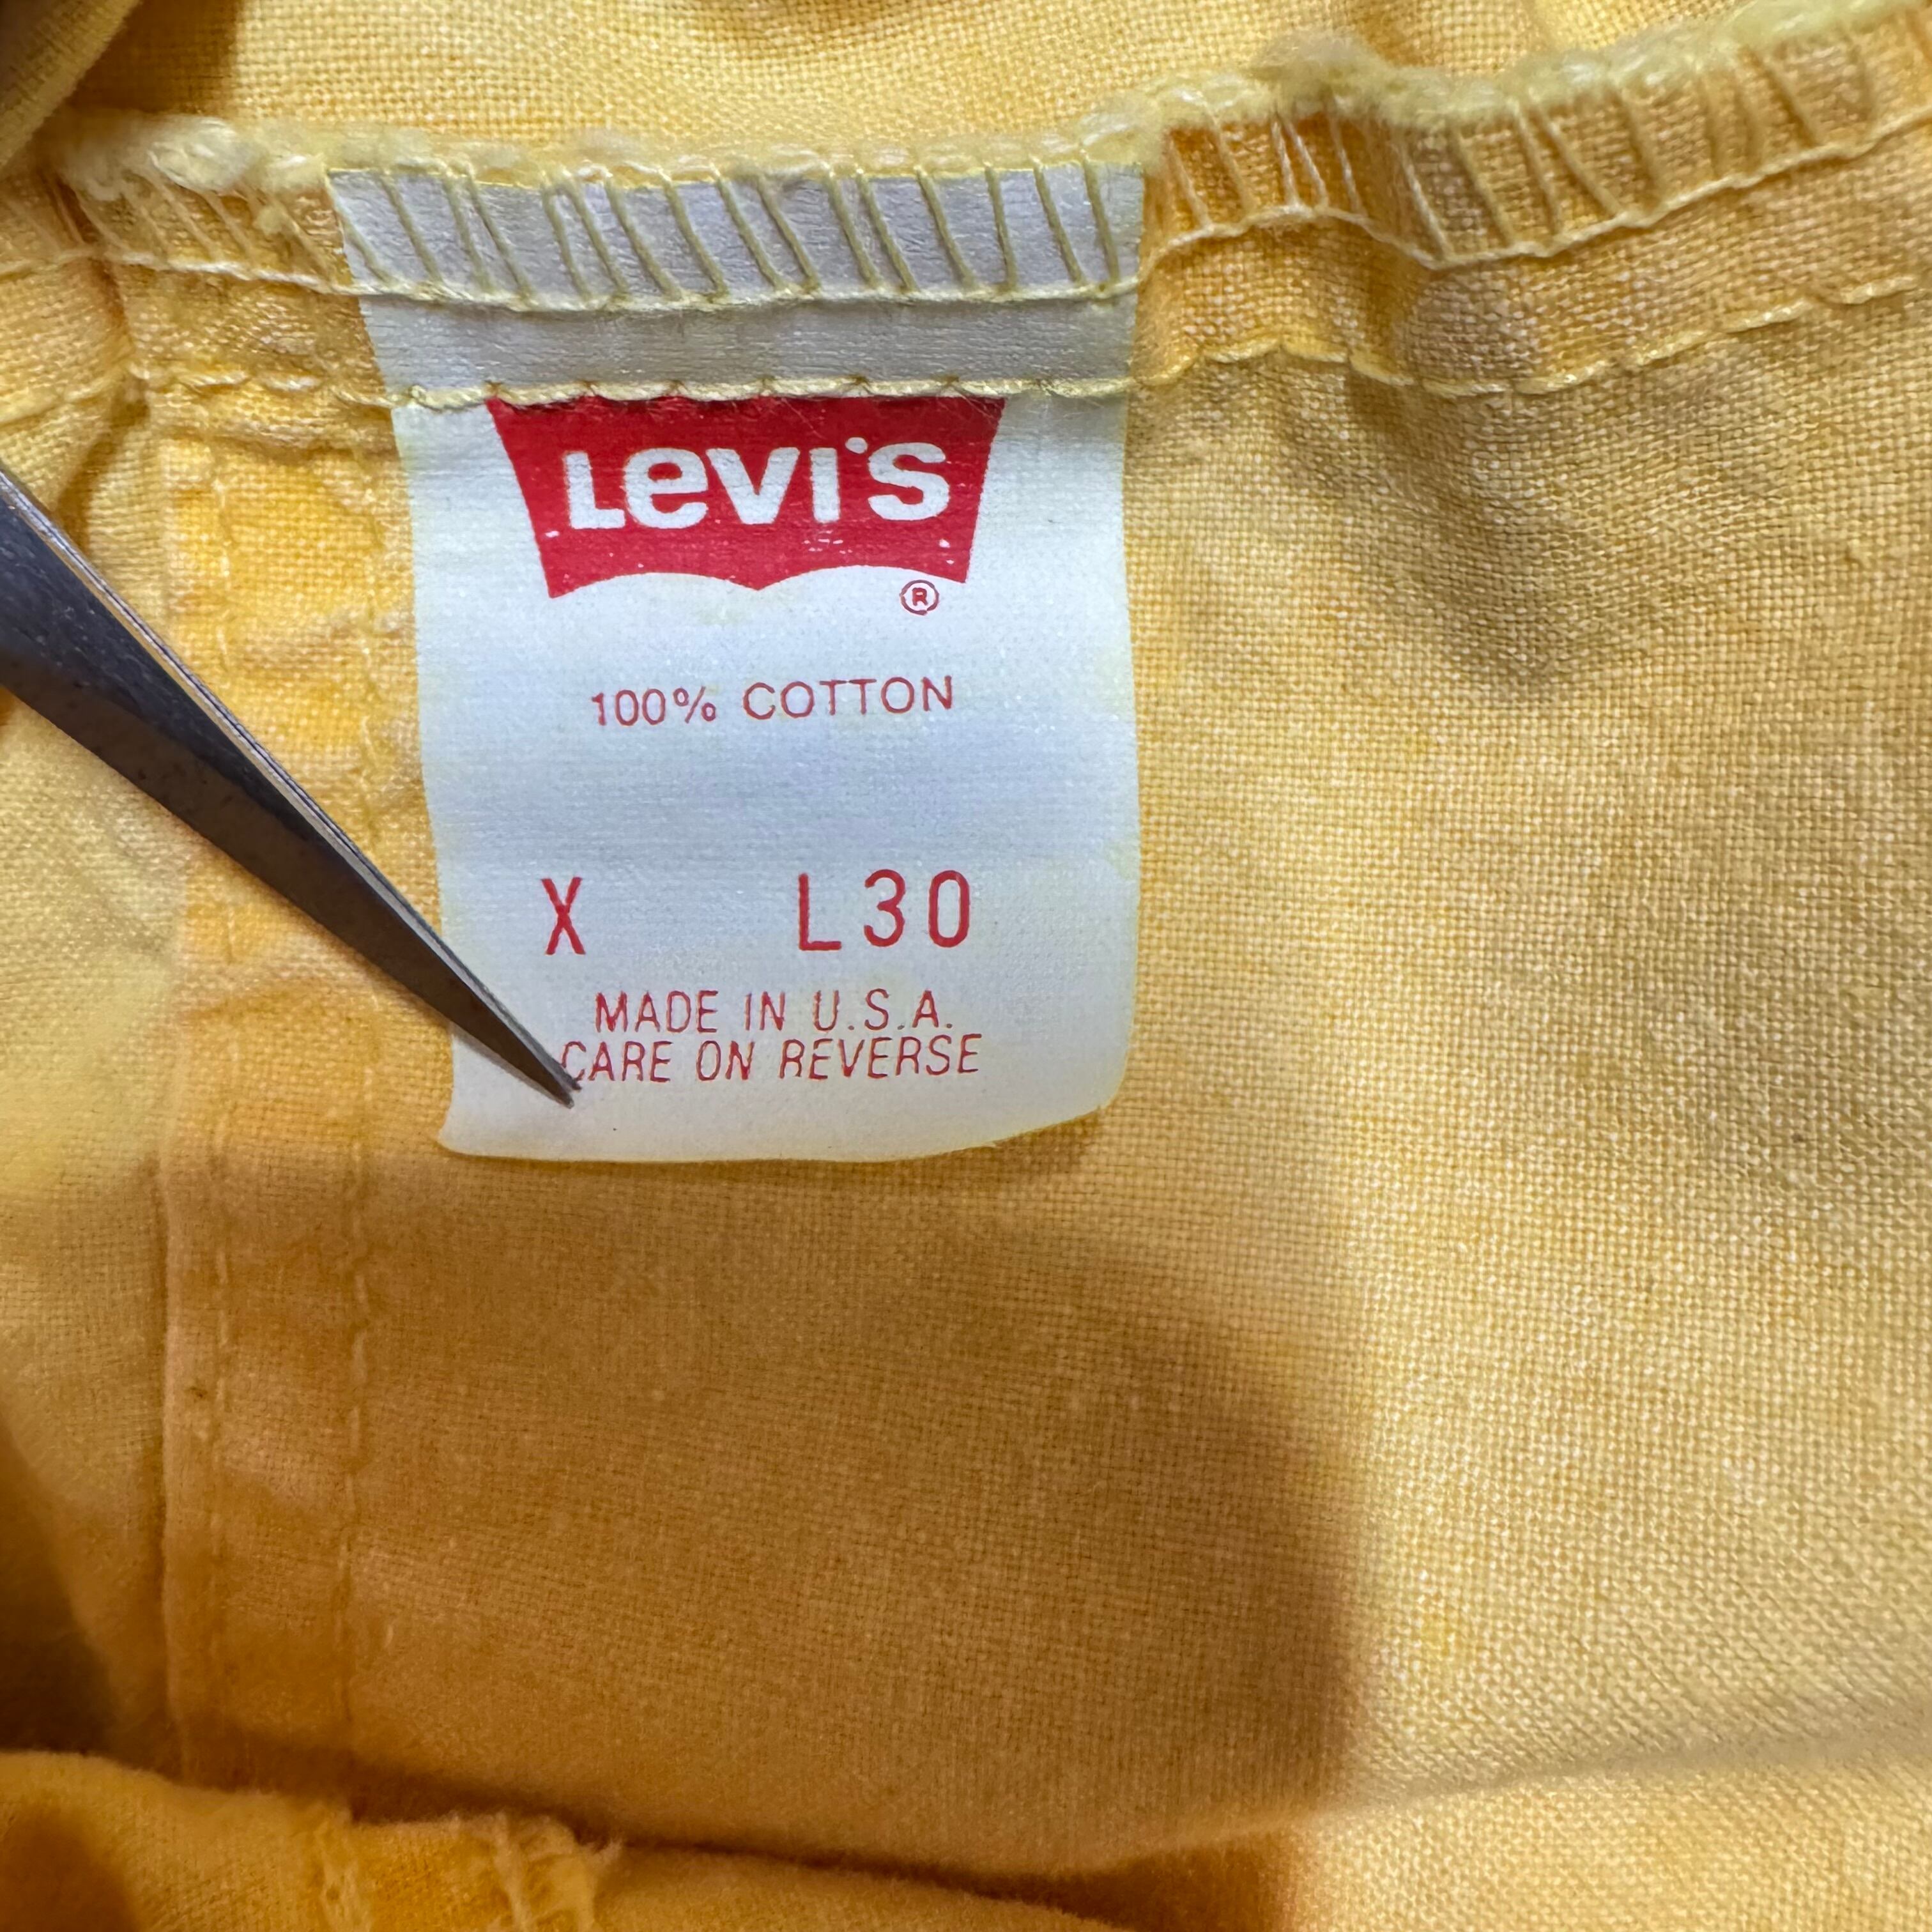 Levi's
®
100% COTTON
X L30
MADE IN U.S.A.
CARE ON REVERSE